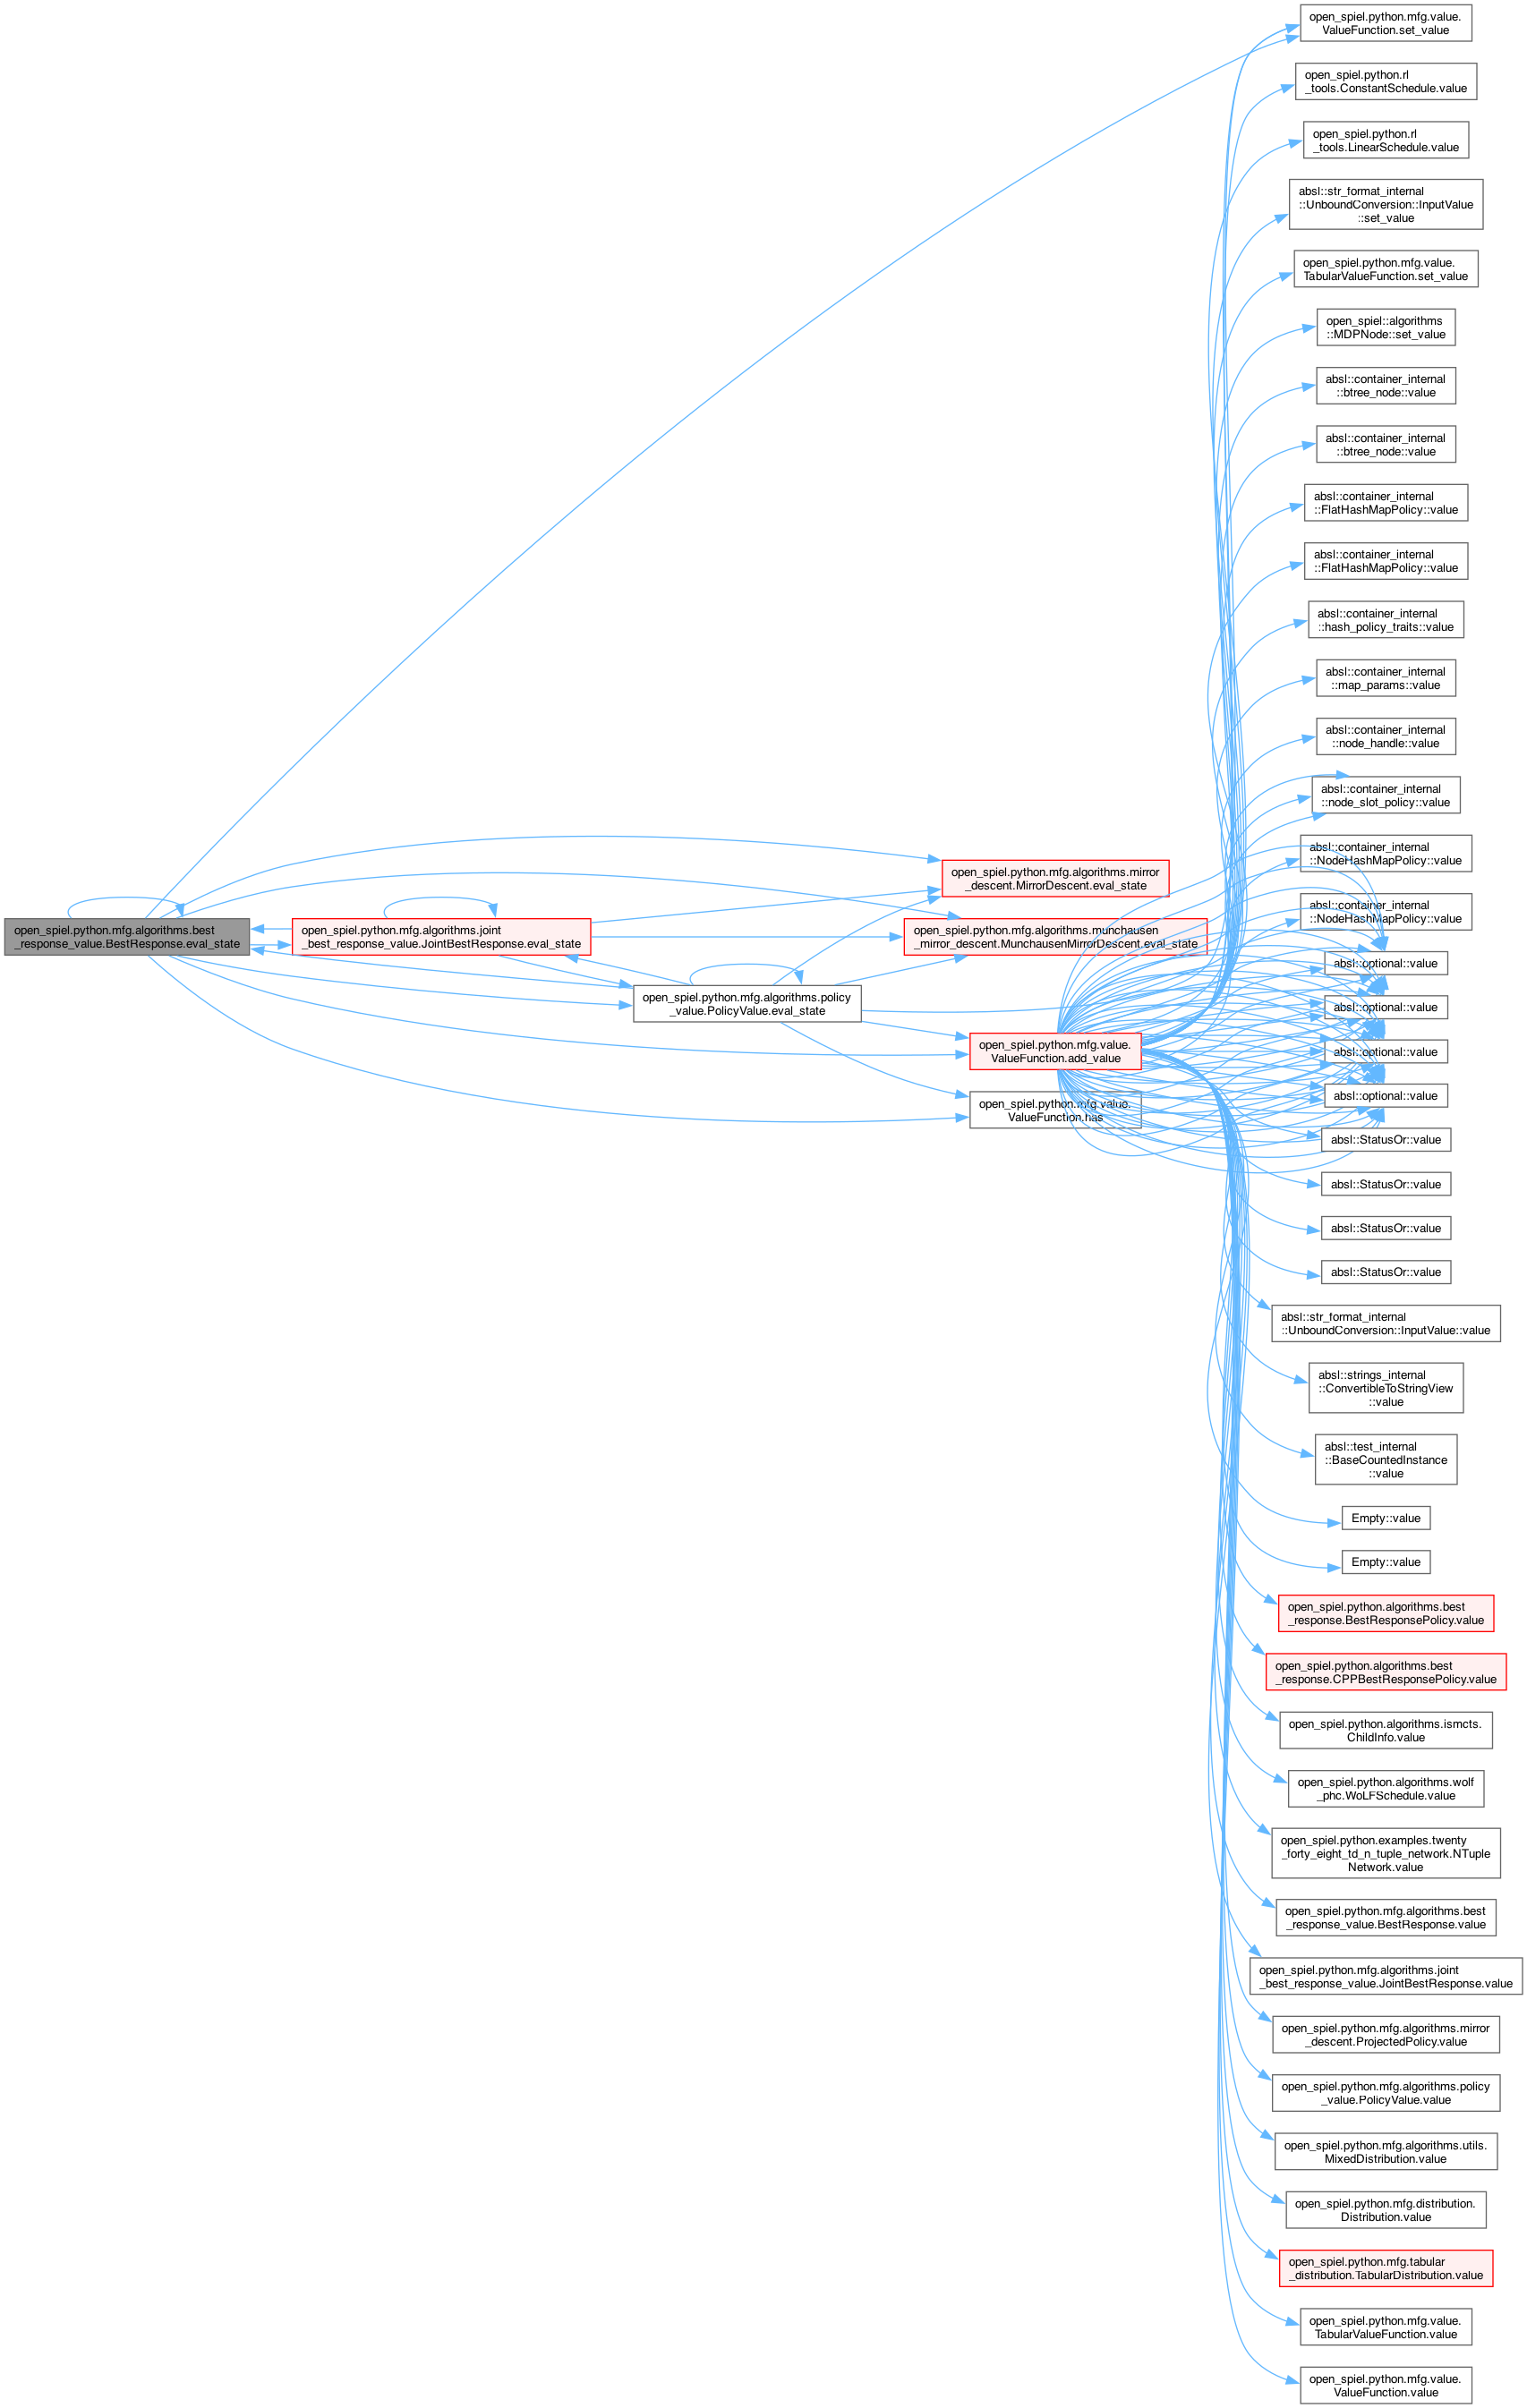 open_spiel.python.mfg.algorithms.best
_response_value.BestResponse.eval_state
open_spiel.python.mfg.algorithms.joint
_best_response_value.JointBestResponse.eval_state
open_spiel.python.mfg.algorithms.policy
_value.PolicyValue.eval_state
open_spiel.python.mfg.algorithms.mirror
_descent.MirrorDescent.eval_state
open_spiel.python.mfg.algorithms.munchausen
_mirror_descent.MunchausenMirrorDescent.eval_state
open_spiel.python.mfg.value.
ValueFunction.add_value
open_spiel.python.mfg.value.
ValueFunction.has
open_spiel.python.mfg.value.
ValueFunction.set_value
open_spiel.python.rl
_tools.ConstantSchedule.value
open_spiel.python.rl
_tools.LinearSchedule.value
absl::str_format_internal
::UnboundConversion::InputValue
::set_value
open_spiel.python.mfg.value.
TabularValueFunction.set_value
open_spiel::algorithms
::MDPNode::set_value
absl::container_internal
::btree_node::value
absl::container_internal
::btree_node::value
absl::container_internal
::FlatHashMapPolicy::value
absl::container_internal
::FlatHashMapPolicy::value
absl::container_internal
::hash_policy_traits::value
absl::container_internal
::map_params::value
absl::container_internal
::node_handle::value
absl::container_internal
::node_slot_policy::value
absl::container_internal
::NodeHashMapPolicy::value
absl::container_internal
::NodeHashMapPolicy::value
absl::optional::value
absl::optional::value
absl::optional::value
absl::optional::value
absl::StatusOr::value
absl::StatusOr::value
absl::StatusOr::value
absl::StatusOr::value
absl::str_format_internal
::UnboundConversion::InputValue::value
absl::strings_internal
::ConvertibleToStringView
::value
absl::test_internal
::BaseCountedInstance
::value
Empty::value
Empty::value
open_spiel.python.algorithms.best
_response.BestResponsePolicy.value
open_spiel.python.algorithms.best
_response.CPPBestResponsePolicy.value
open_spiel.python.algorithms.ismcts.
ChildInfo.value
open_spiel.python.algorithms.wolf
_phc.WoLFSchedule.value
open_spiel.python.examples.twenty
_forty_eight_td_n_tuple_network.NTuple
Network.value
open_spiel.python.mfg.algorithms.best
_response_value.BestResponse.value
open_spiel.python.mfg.algorithms.joint
_best_response_value.JointBestResponse.value
open_spiel.python.mfg.algorithms.mirror
_descent.ProjectedPolicy.value
open_spiel.python.mfg.algorithms.policy
_value.PolicyValue.value
open_spiel.python.mfg.algorithms.utils.
MixedDistribution.value
open_spiel.python.mfg.distribution.
Distribution.value
open_spiel.python.mfg.tabular
_distribution.TabularDistribution.value
open_spiel.python.mfg.value.
TabularValueFunction.value
open_spiel.python.mfg.value.
ValueFunction.value